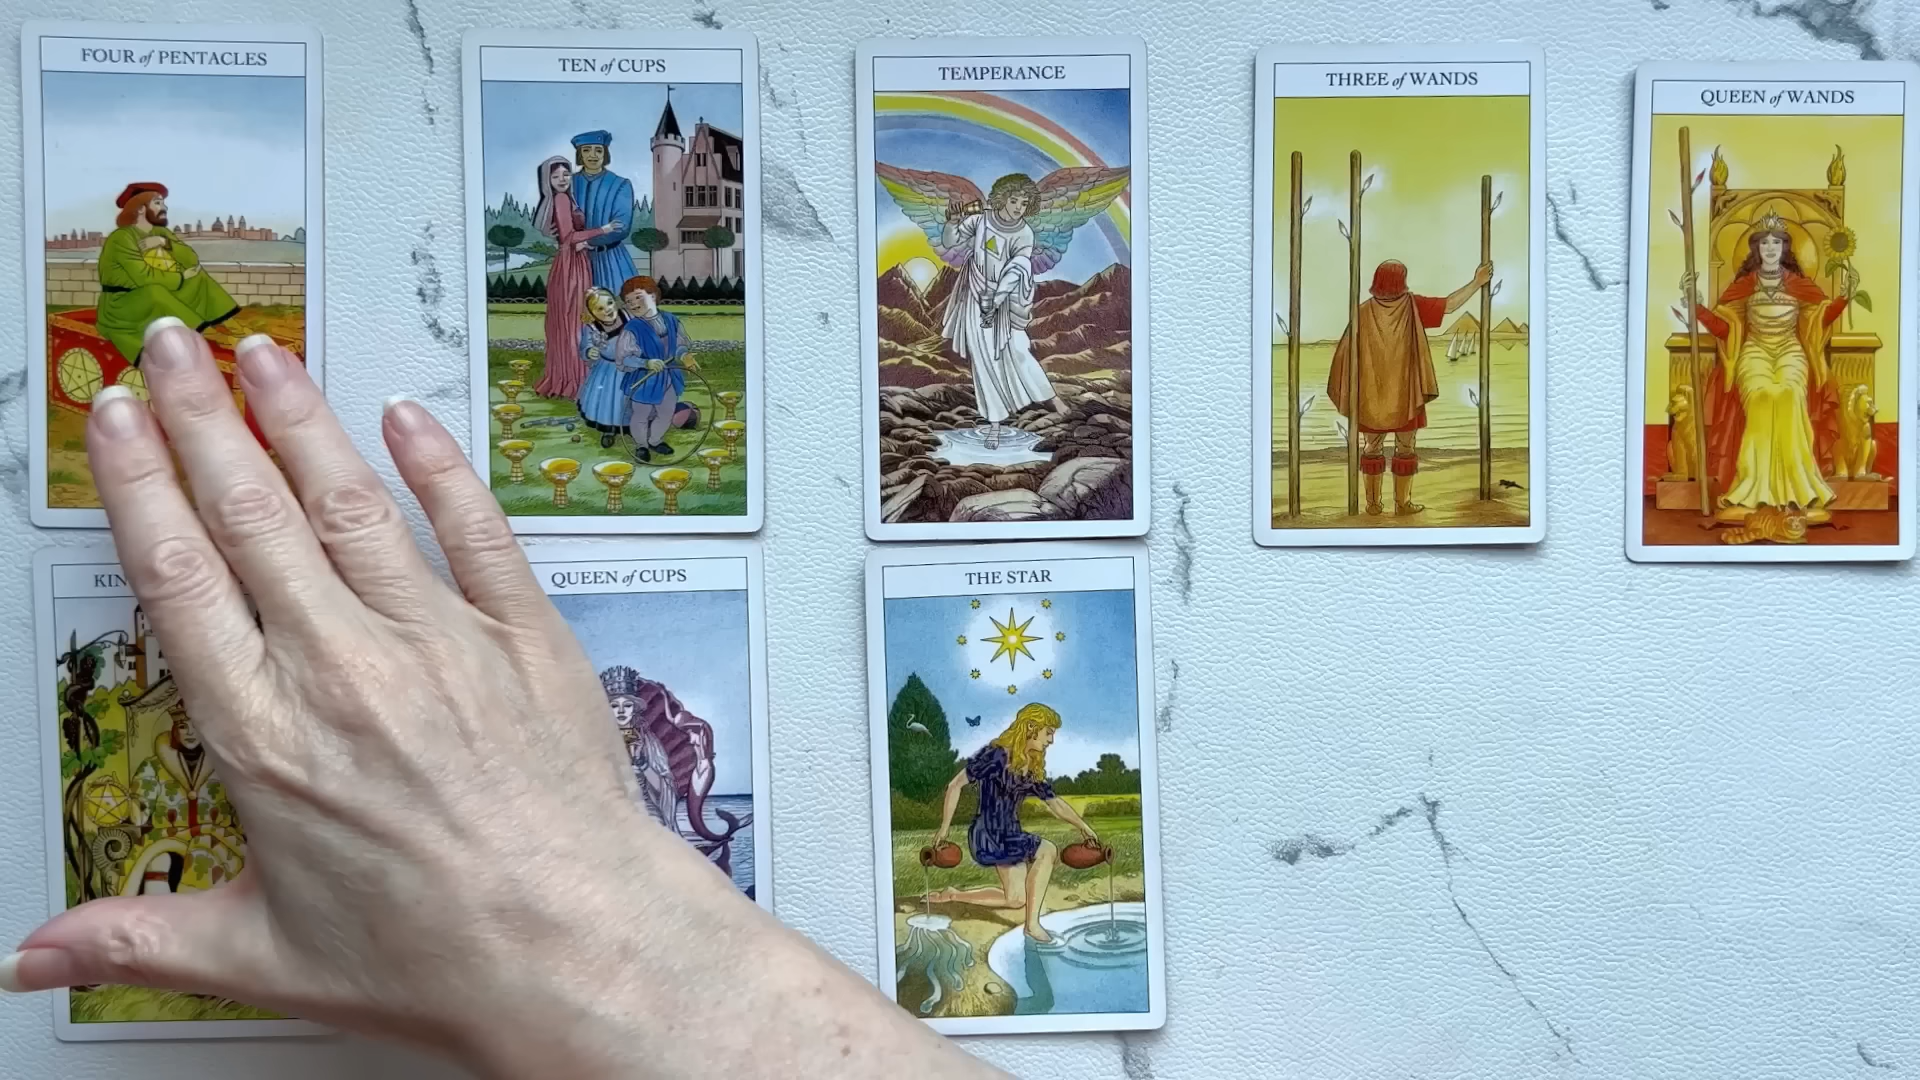 FOUR of PENTACLES
TEN of CUPS
TEMPERANCE
THREE of WANDS
QUEEN of WANDS
QUEEN of CUPS
THE STAR